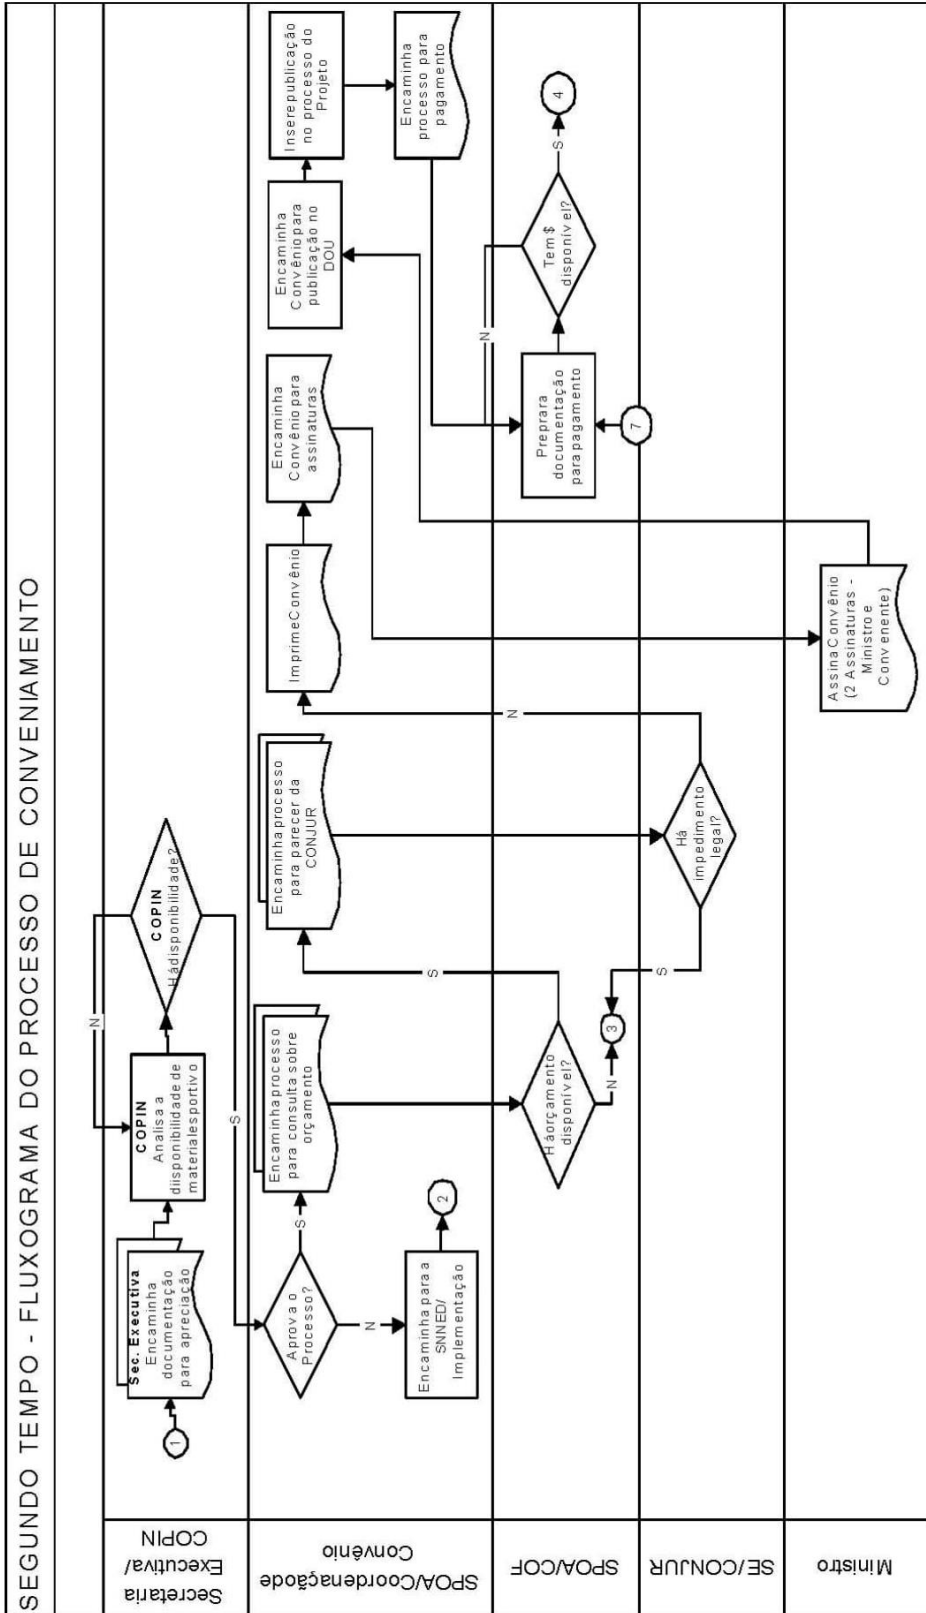 SEGUNDO TEMPO - FLUXOGRAMA DO PROCESSO DE CONVENIAMENTO
Secretaria
Executiva/
COPIN
1
Sec. Executiva
Encaminha
documentação
para apreciação
COPIN
Analisa a
diisponibilidade de
material esportivo
COPIN
Há disponibilidade?
N
S
SPOA/Coordenação de
Convênio
Aprova o
Processo?
N
S
Encaminha para a
SNNED/
Implementação
2
Encaminha processo
para consulta sobre
orçamento
Encaminha processo
para parecer da
CONJUR
Imprime Convênio
Encaminha
Convênio para
assinaturas
Encaminha
Convênio para
publicação no
DOU
Insere publicação
no processo do
Projeto
Encaminha
processo para
pagamento
SPOA/COF
Há orçamento
disponível?
S
N
3
Preprara
documentação
para pagamento
7
Tem $
disponível?
N
S
4
SE/CONJUR
Há
impedimento
legal?
S
N
Ministro
Assina Convênio
(2 Assinaturas -
Ministro e
Convenente)